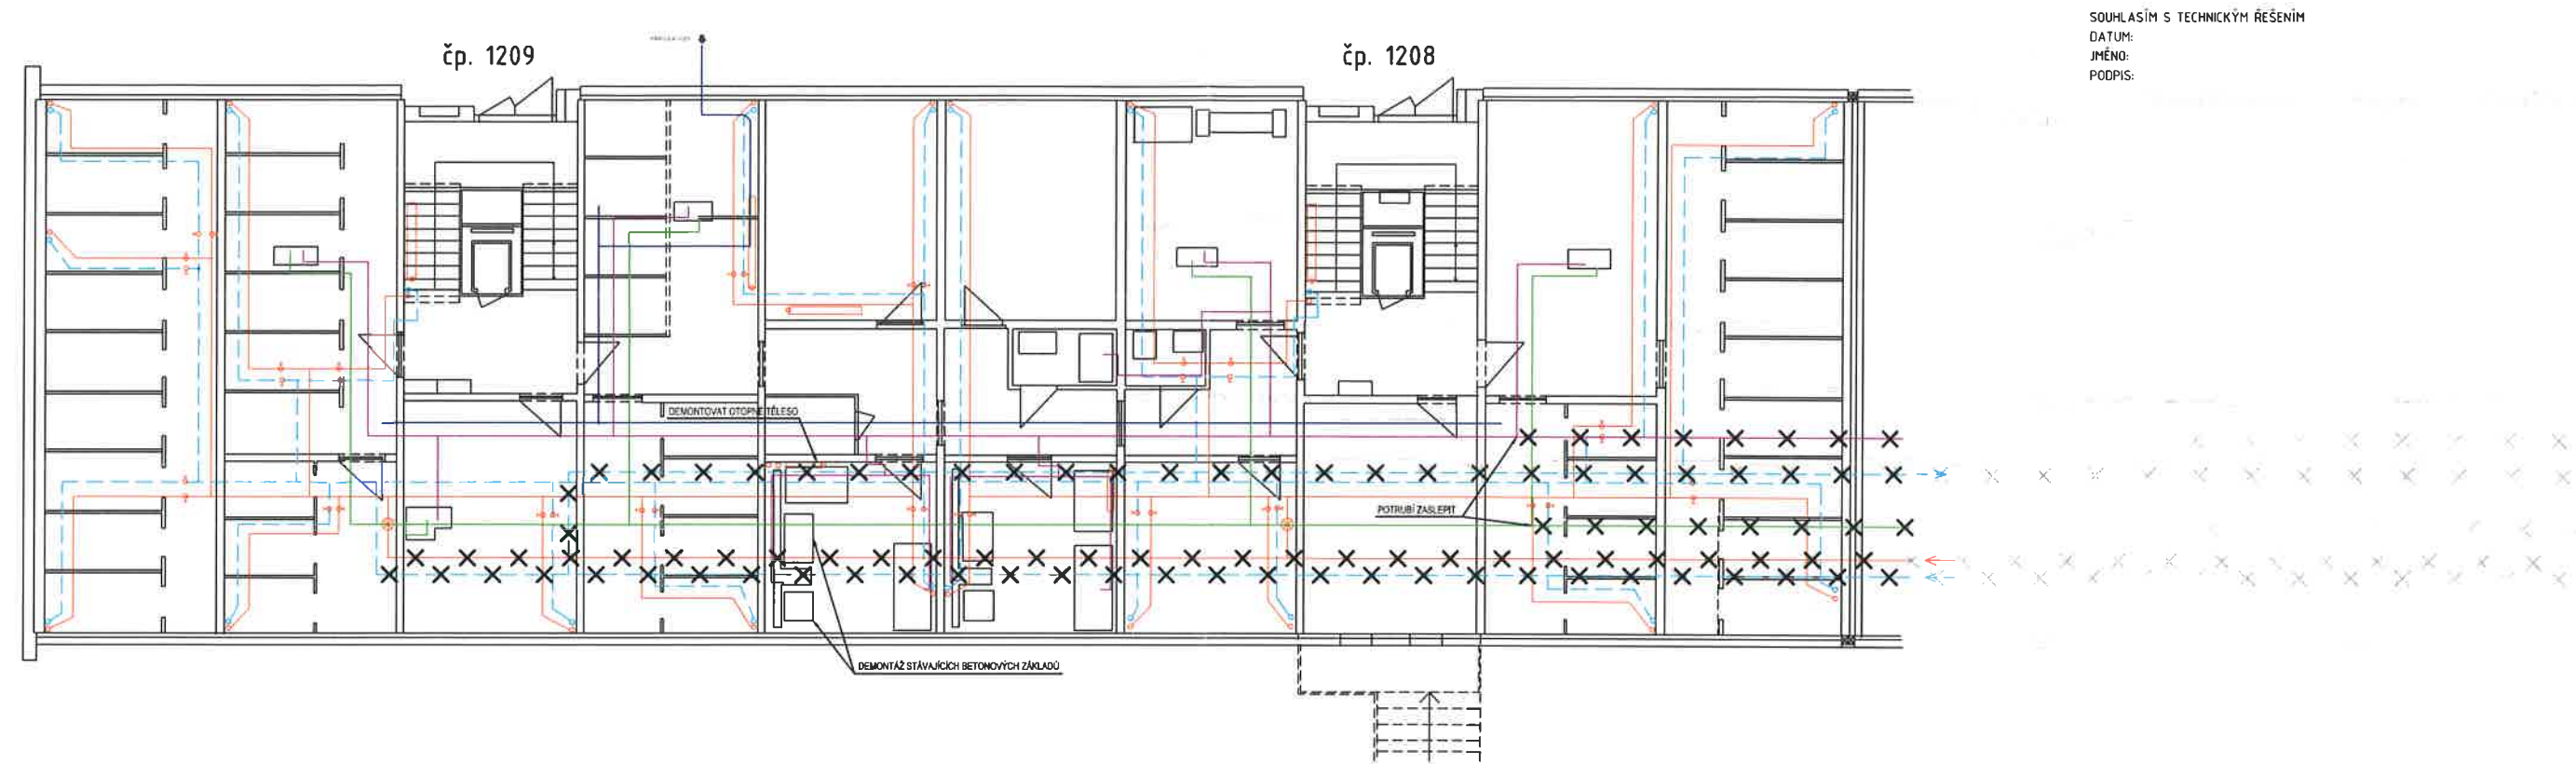 SOUHLASÍM S TECHNICKÝM ŘEŠENÍM
DATUM:
JMÉNO:
PODPIS:
čp. 1209
čp. 1208
DEMONTOVAT OTOPNÉ TĚLESO
POTRUBÍ ZASLEPIT
DEMONTÁŽ STÁVAJÍCÍCH BETONOVÝCH ZÁKLADŮ